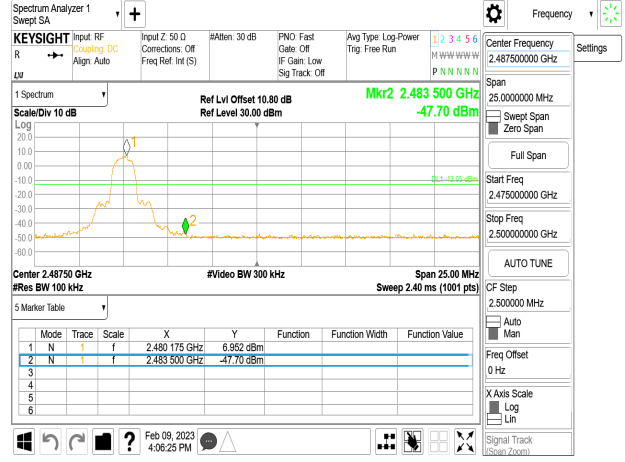 Spectrum Analyzer 1
Swept SA
Frequency
KEYSIGHT
R
Input: RF
Coupling: DC
Align: Auto
Input Z: 50 Ω
Corrections: Off
Freq Ref: Int (S)
#Atten: 30 dB
PNO: Fast
Gate: Off
IF Gain: Low
Sig Track: Off
Avg Type: Log-Power
Trig: Free Run
1 2 3 4 5 6
M W W W W W
P N N N N N
Center Frequency
2.487500000 GHz
Settings
Span
25.0000000 MHz
Swept Span
Zero Span
Full Span
Start Freq
2.475000000 GHz
Stop Freq
2.500000000 GHz
AUTO TUNE
CF Step
2.500000 MHz
Auto
Man
Freq Offset
0 Hz
X Axis Scale
Log
Lin
Signal Track
(Span Zoom)
1 Spectrum
Scale/Div 10 dB
Ref Lvl Offset 10.80 dB
Ref Level 30.00 dBm
Mkr2 2.483 500 GHz
-47.70 dBm
Log
20.0
10.0
0.00
-10.0
-20.0
-30.0
-40.0
-50.0
-60.0
1
2
DL1 -13.05 dBm
Center 2.48750 GHz
#Video BW 300 kHz
Span 25.00 MHz
#Res BW 100 kHz
Sweep 2.40 ms (1001 pts)
5 Marker Table
Mode Trace Scale X Y Function Function Width Function Value
1 N 1 f 2.480 175 GHz 6.952 dBm
2 N 1 f 2.483 500 GHz -47.70 dBm
3
4
5
6
Feb 09, 2023
4:06:25 PM